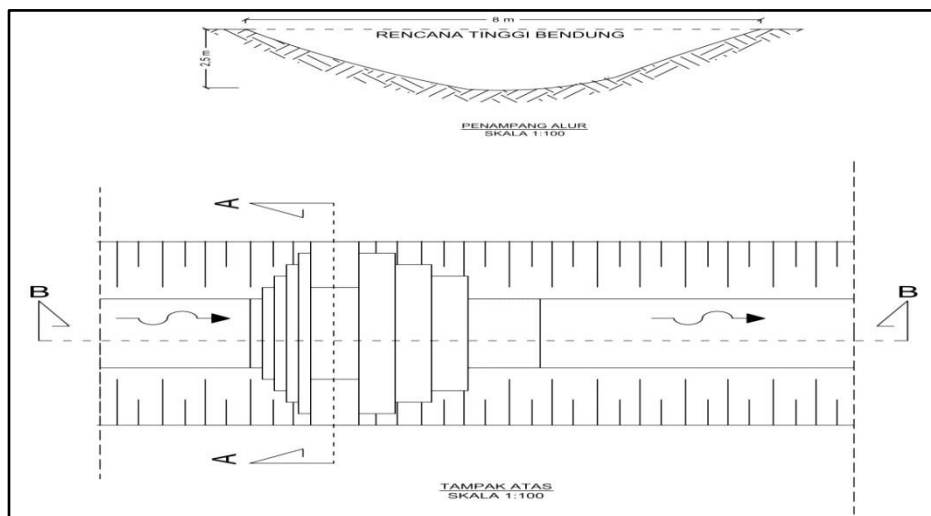 8 m
RENCANA TINGGI BENDUNG
2,5 m
PENAMPANG ALUR
SKALA 1:100
A
B
B
A
TAMPAK ATAS
SKALA 1:100